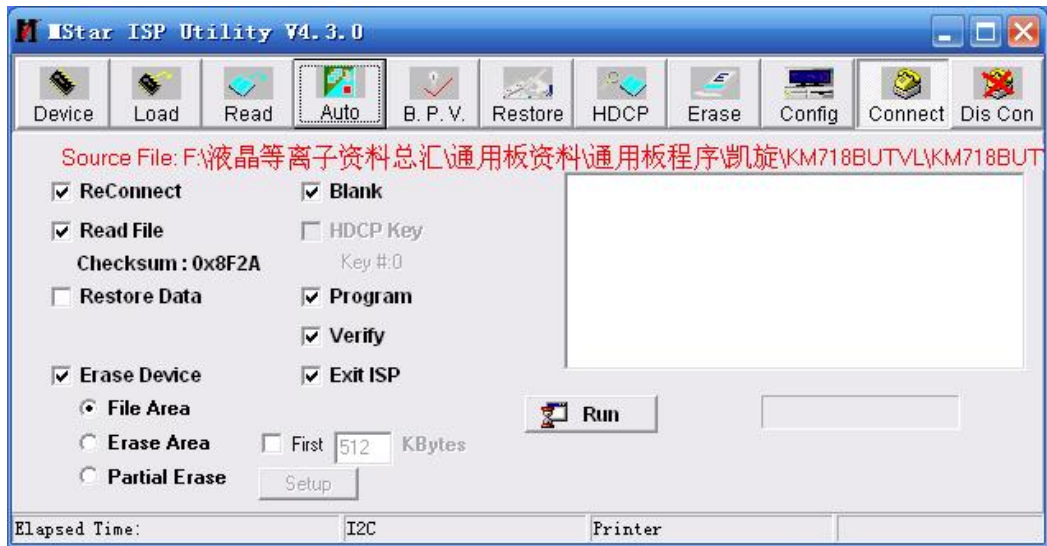 MStar ISP Utility V4.3.0
Device Load Read Auto B.P.V. Restore HDCP Erase Config Connect Dis Con
Source File: F:\液晶等离子资料总汇\通用板资料\通用板程序\凯旋\KM718BUTVL\KM718BUT
ReConnect Blank
Read File HDCP Key
Checksum : 0x8F2A Key #:0
Restore Data Program
Verify
Erase Device Exit ISP
File Area Run
Erase Area First 512 KBytes
Partial Erase Setup
Elapsed Time: I2C Printer